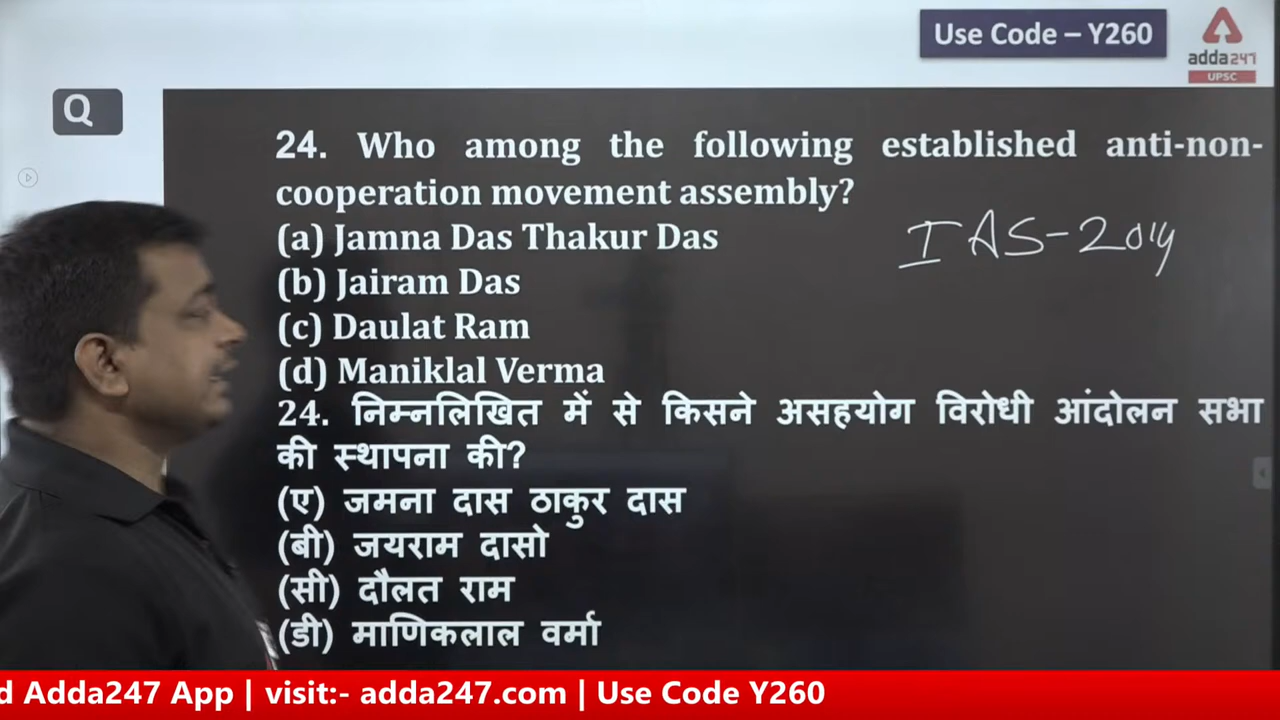 Use Code – Y260
adda247
UPSC
Q
24. Who among the following established anti-non-
cooperation movement assembly?
(a) Jamna Das Thakur Das
IAS-2014
(b) Jairam Das
(c) Daulat Ram
(d) Maniklal Verma
24. निम्नलिखित में से किसने असहयोग विरोधी आंदोलन सभा
की स्थापना की?
(ए) जमना दास ठाकुर दास
(बी) जयराम दासो
(सी) दौलत राम
(डी) माणिकलाल वर्मा
d Adda247 App | visit:- adda247.com | Use Code Y260